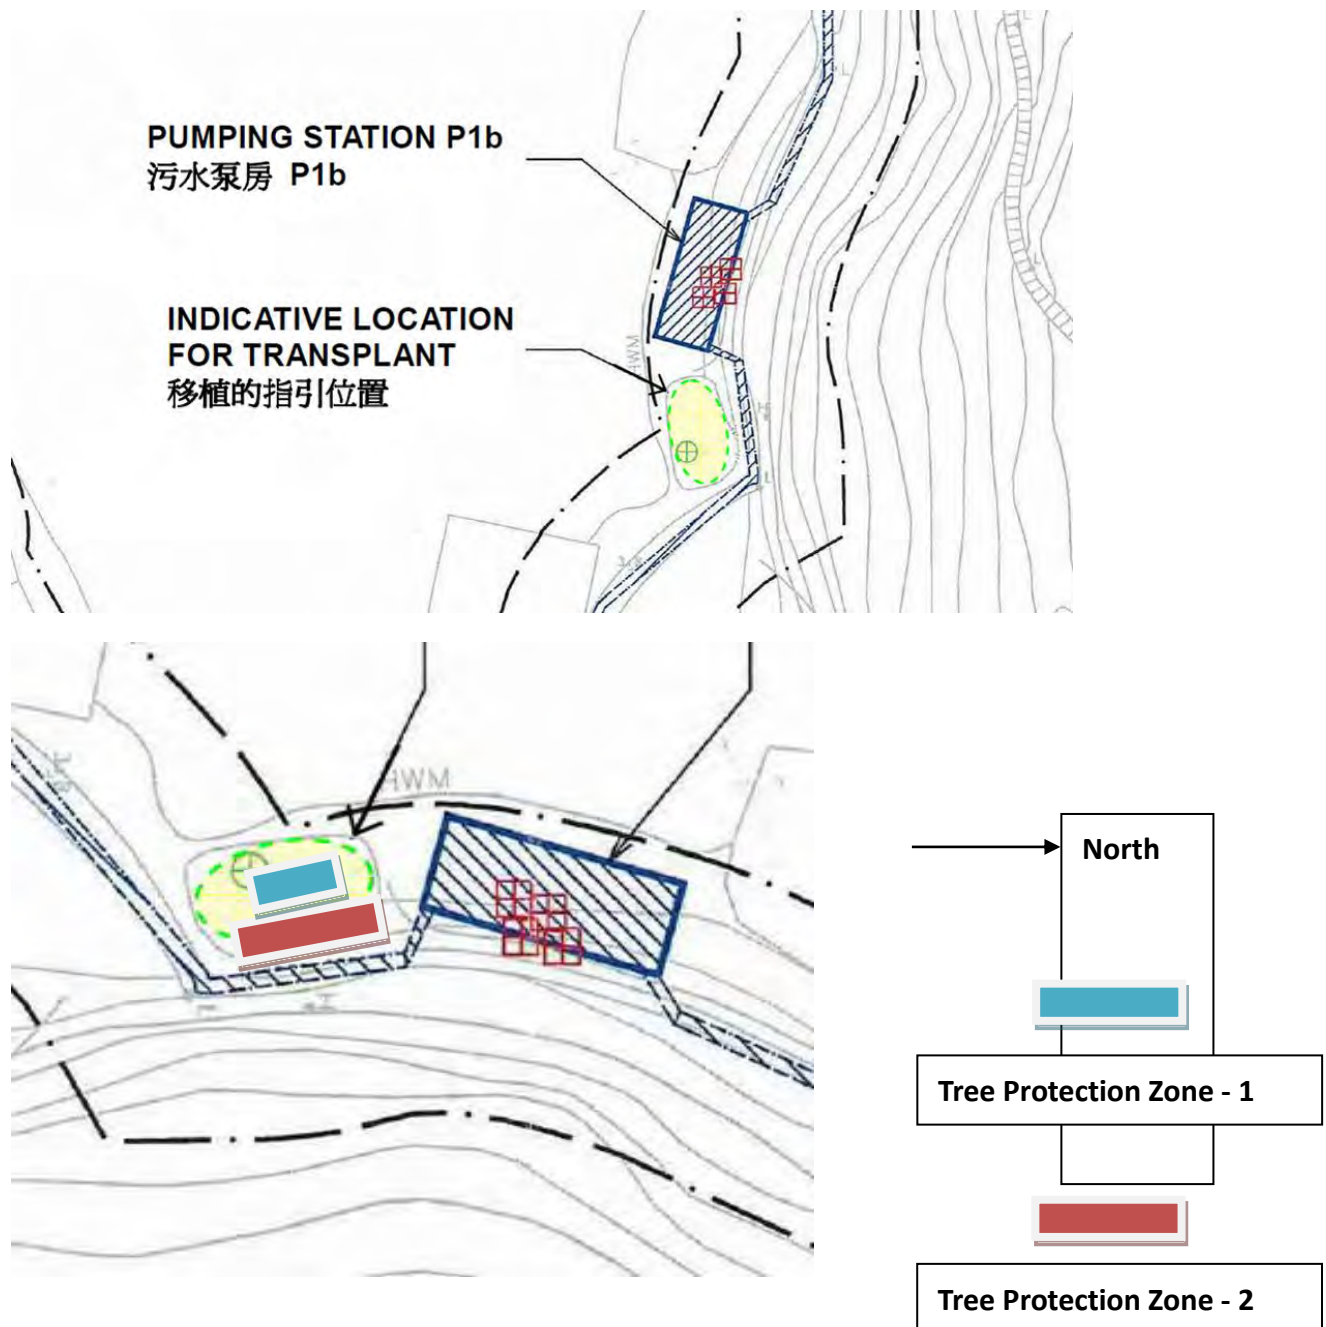 PUMPING STATION P1b
污水泵房 P1b
INDICATIVE LOCATION
FOR TRANSPLANT
移植的指引位置
HWM
HWM
North
Tree Protection Zone - 1
Tree Protection Zone - 2